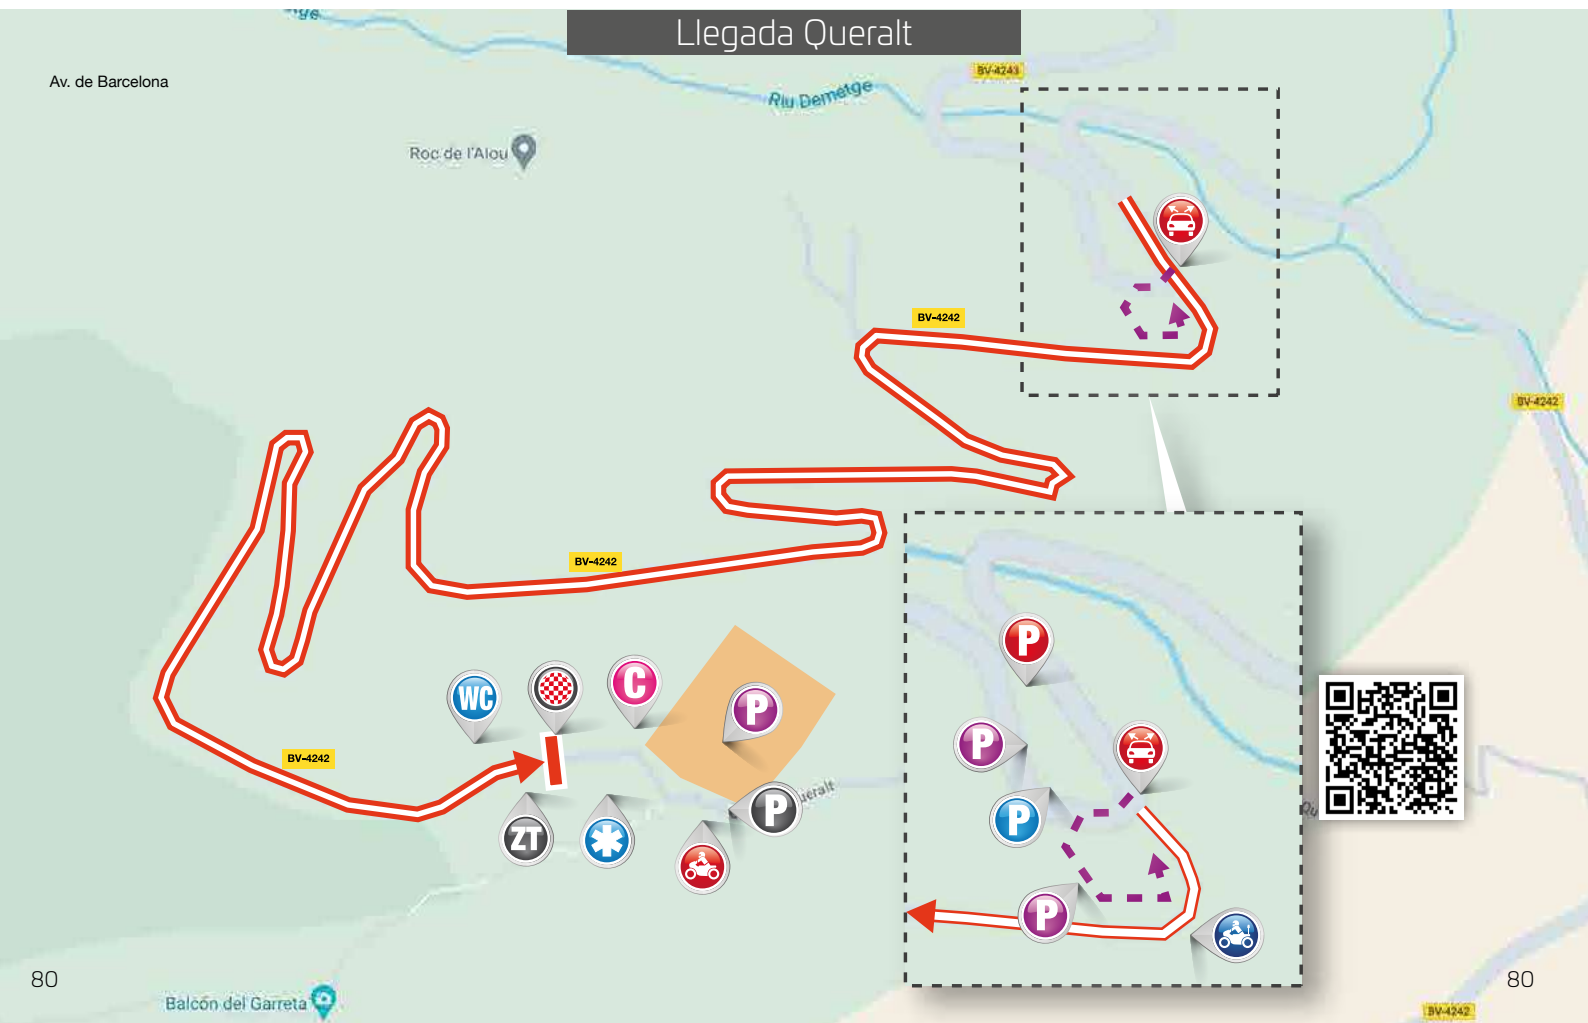 Llegada Queralt
Av. de Barcelona
BV-4243
Riu Demetge
Roc de l'Alou
BV-4242
BV-4242
BV-4242
P
WC
C
P
P
BV-4242
P
P
ueralt
ZT
P
80
80
Balcón del Garreta
BV-4242